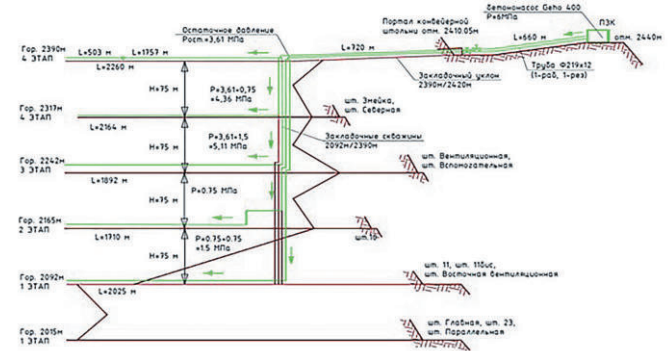 бетононасос Geho 400
P=6МПа
ПЗК
Портал конвейерной
штольни отм. 2410.05м
Остаточное давление
Рост.=3,61 МПа
L=660 м
отм. 2440м
Гор. 2390м
4 ЭТАП
L=503 м
L=1757 м
L=720 м
L=2260 м
Закладочный уклон
2390м/2420м
Труба Ф219х12
(1-раб, 1-рез)
H=75 м
P=3,61+0,75
=4,36 МПа
шт. Змейка,
шт. Северная
Гор. 2317м
4 ЭТАП
L=2164 м
Закладочные скважины
2092м/2390м
H=75 м
P=3,61+1,5
=5,11 МПа
Гор. 2242м
3 ЭТАП
L=1892 м
шт. Вентиляционная,
шт. Вспомогательная
H=75 м
P=0.75 МПа
Гор. 2165м
2 ЭТАП
L=1710 м
шт.16
H=75 м
P=0.75+0.75
=1.5 МПа
Гор. 2092м
1 ЭТАП
L=2025 м
шт. 11, шт. 11бис,
шт. Восточная вентиляционная
Гор. 2015м
1 ЭТАП
шт. Главная, шт. 23,
шт. Параллельная